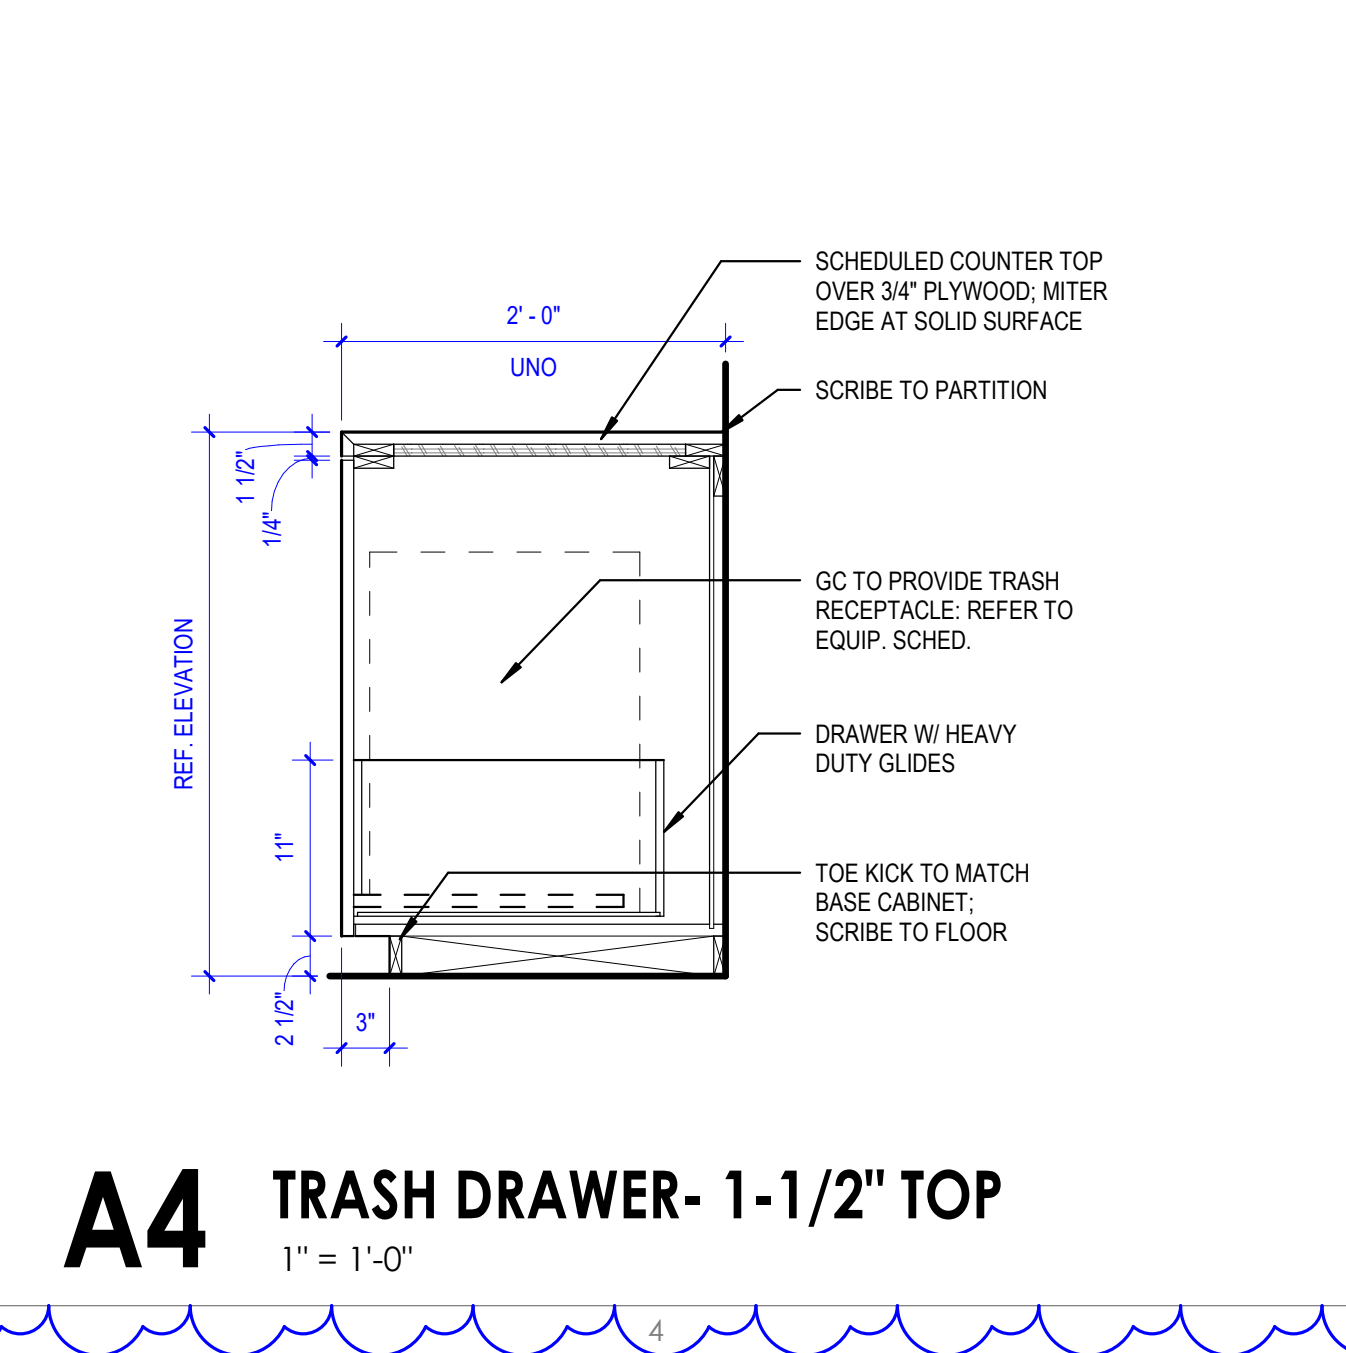 SCHEDULED COUNTER TOP
OVER 3/4" PLYWOOD; MITER
EDGE AT SOLID SURFACE
2' - 0"
UNO
SCRIBE TO PARTITION
1 1/2"
1/4"
GC TO PROVIDE TRASH
RECEPTACLE: REFER TO
EQUIP. SCHED.
REF. ELEVATION
DRAWER W/ HEAVY
DUTY GLIDES
11"
TOE KICK TO MATCH
BASE CABINET;
SCRIBE TO FLOOR
2 1/2"
3"
A4
TRASH DRAWER- 1-1/2" TOP
1" = 1'-0"
4